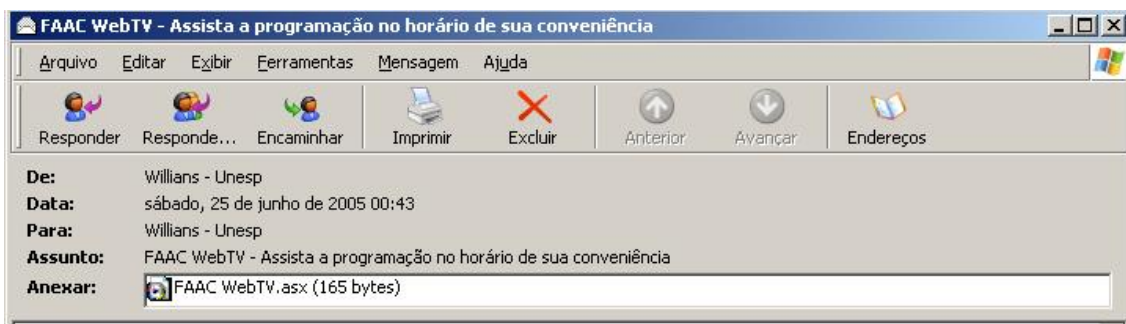 FAAC WebTV - Assista a programação no horário de sua conveniência
Arquivo Editar Exibir Ferramentas Mensagem Ajuda
Responder Responde... Encaminhar Imprimir Excluir Anterior Avançar Endereços
De: Willians - Unesp
Data: sábado, 25 de junho de 2005 00:43
Para: Willians - Unesp
Assunto: FAAC WebTV - Assista a programação no horário de sua conveniência
Anexar: FAAC WebTV.asx (165 bytes)